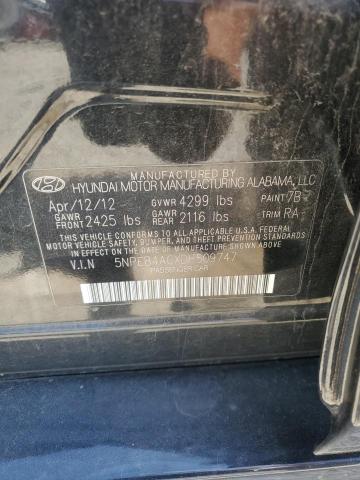 MANUFACTURED BY
HYUNDAI MOTOR MANUFACTURING ALABAMA, LLC
Apr/12/12 GVWR 4299 lbs PAINT 7B
GAWR FRONT 2425 lbs GAWR REAR 2116 lbs TRIM RA
THIS VEHICLE CONFORMS TO ALL APPLICABLE U.S.A FEDERAL MOTOR
VEHICLE SAFETY, BUMPER, AND THEFT PREVENTION STANDARDS IN
EFFECT ON THE DATE OF MANUFACTURE SHOWN ABOVE.
V.I.N 5NPEB4ACXDH509747
PASSENGER CAR